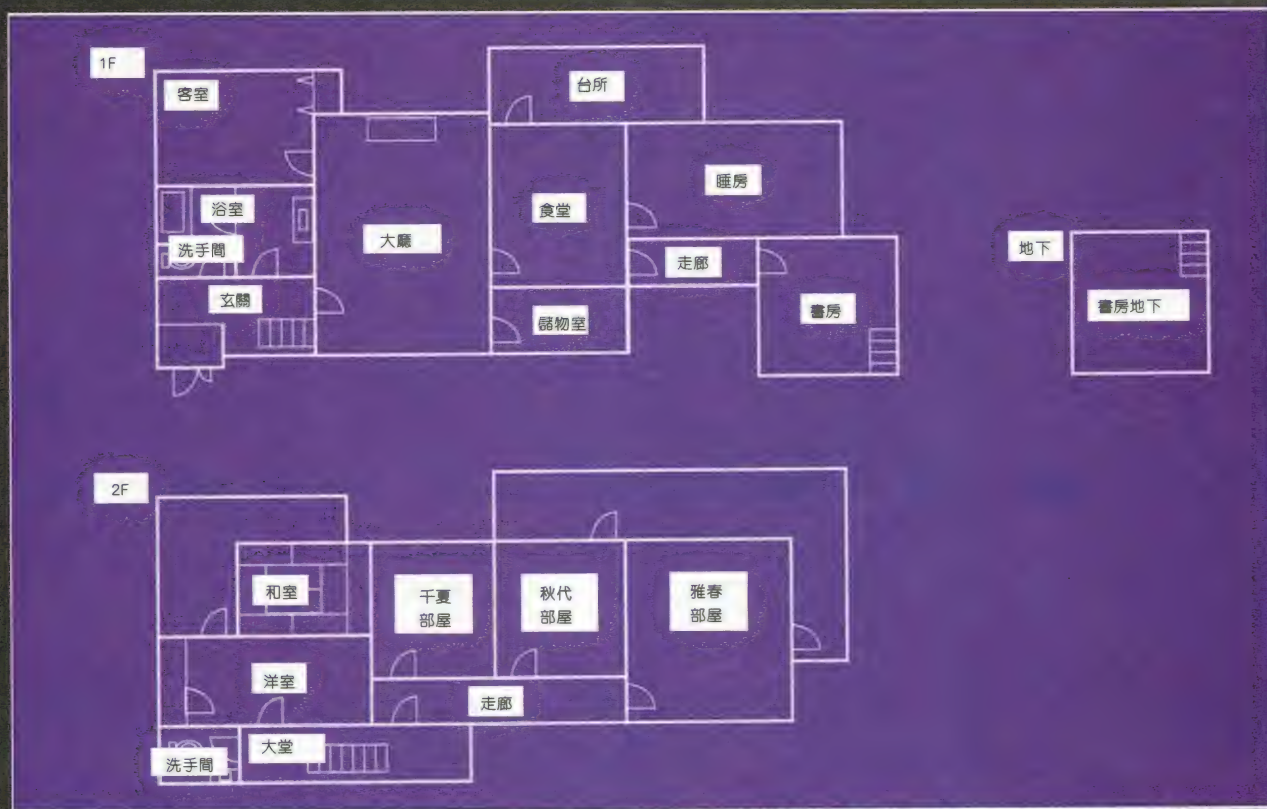 1F
客室
台所
睡房
浴室
食堂
大廳
洗手間
走廊
玄關
儲物室
書房
地下
書房地下
2F
和室
千夏
部屋
秋代
部屋
雅春
部屋
洋室
走廊
大堂
洗手間